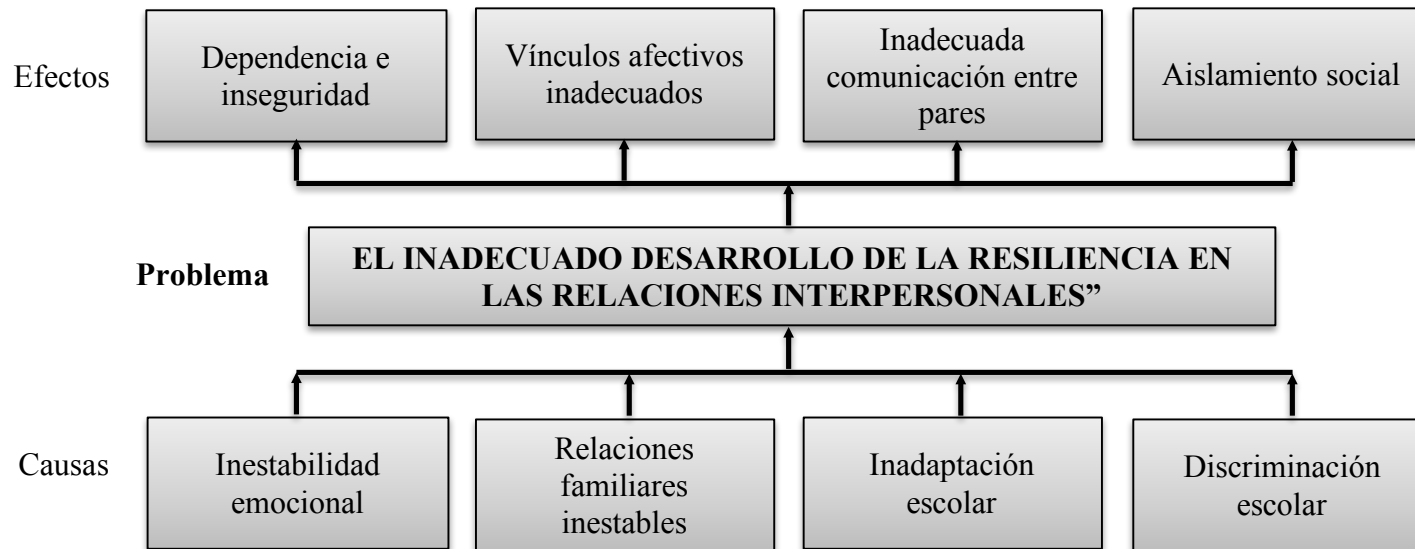 Efectos
Dependencia e
inseguridad
Vínculos afectivos
inadecuados
Inadecuada
comunicación entre
pares
Aislamiento social
Problema
EL INADECUADO DESARROLLO DE LA RESILIENCIA EN
LAS RELACIONES INTERPERSONALES”
Causas
Inestabilidad
emocional
Relaciones
familiares
inestables
Inadaptación
escolar
Discriminación
escolar